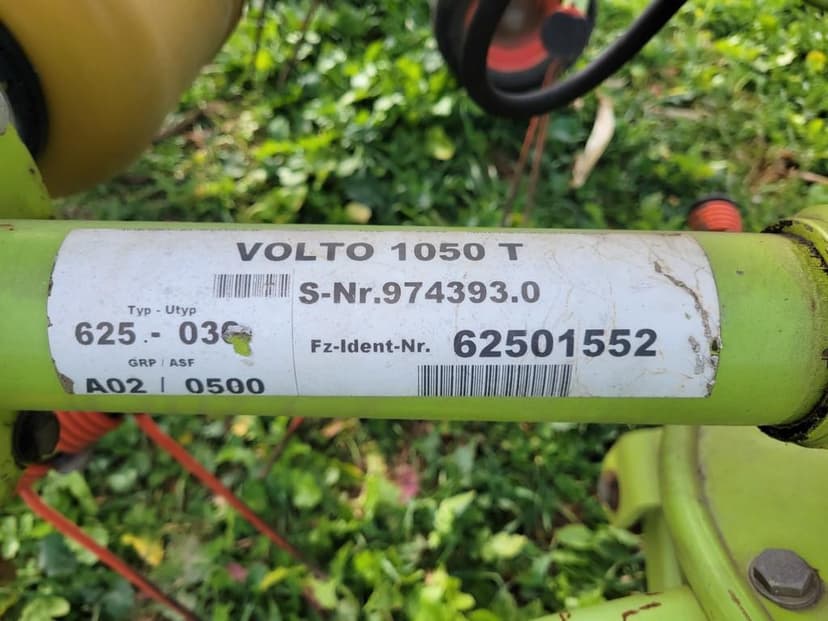 VOLTO 1050 T
S-Nr.974393.0
Typ - Utyp
625.-
Fz-Ident-Nr. 62501552
GRP / ASF
A02 / 0500